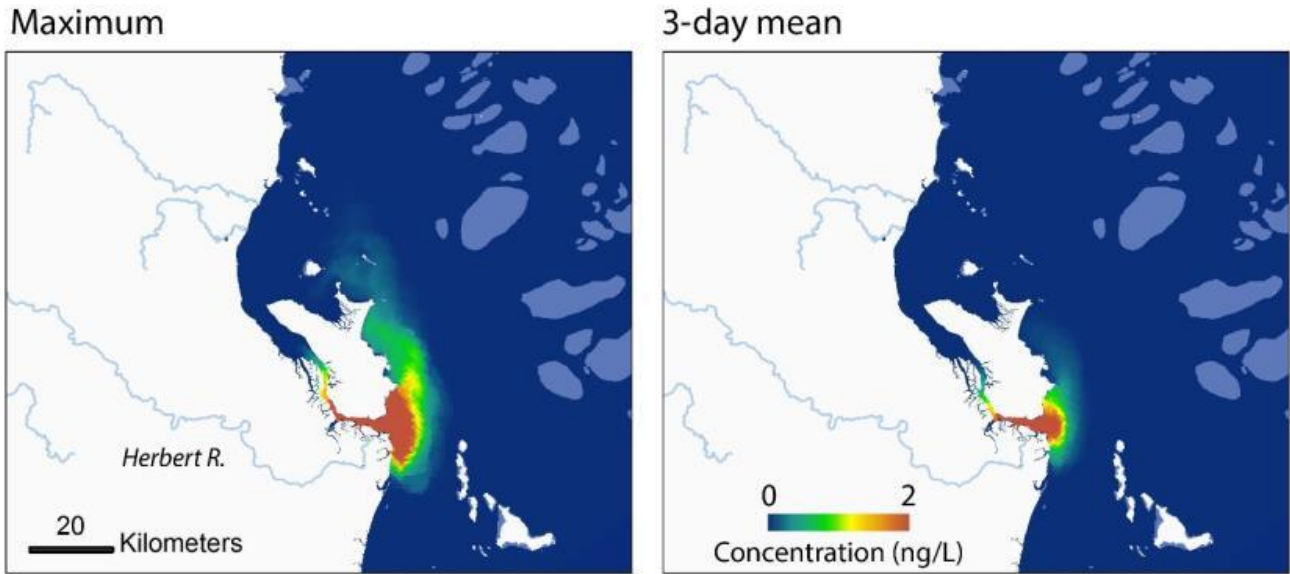 Maximum
3-day mean
Herbert R.
20
Kilometers
0 2
Concentration (ng/L)